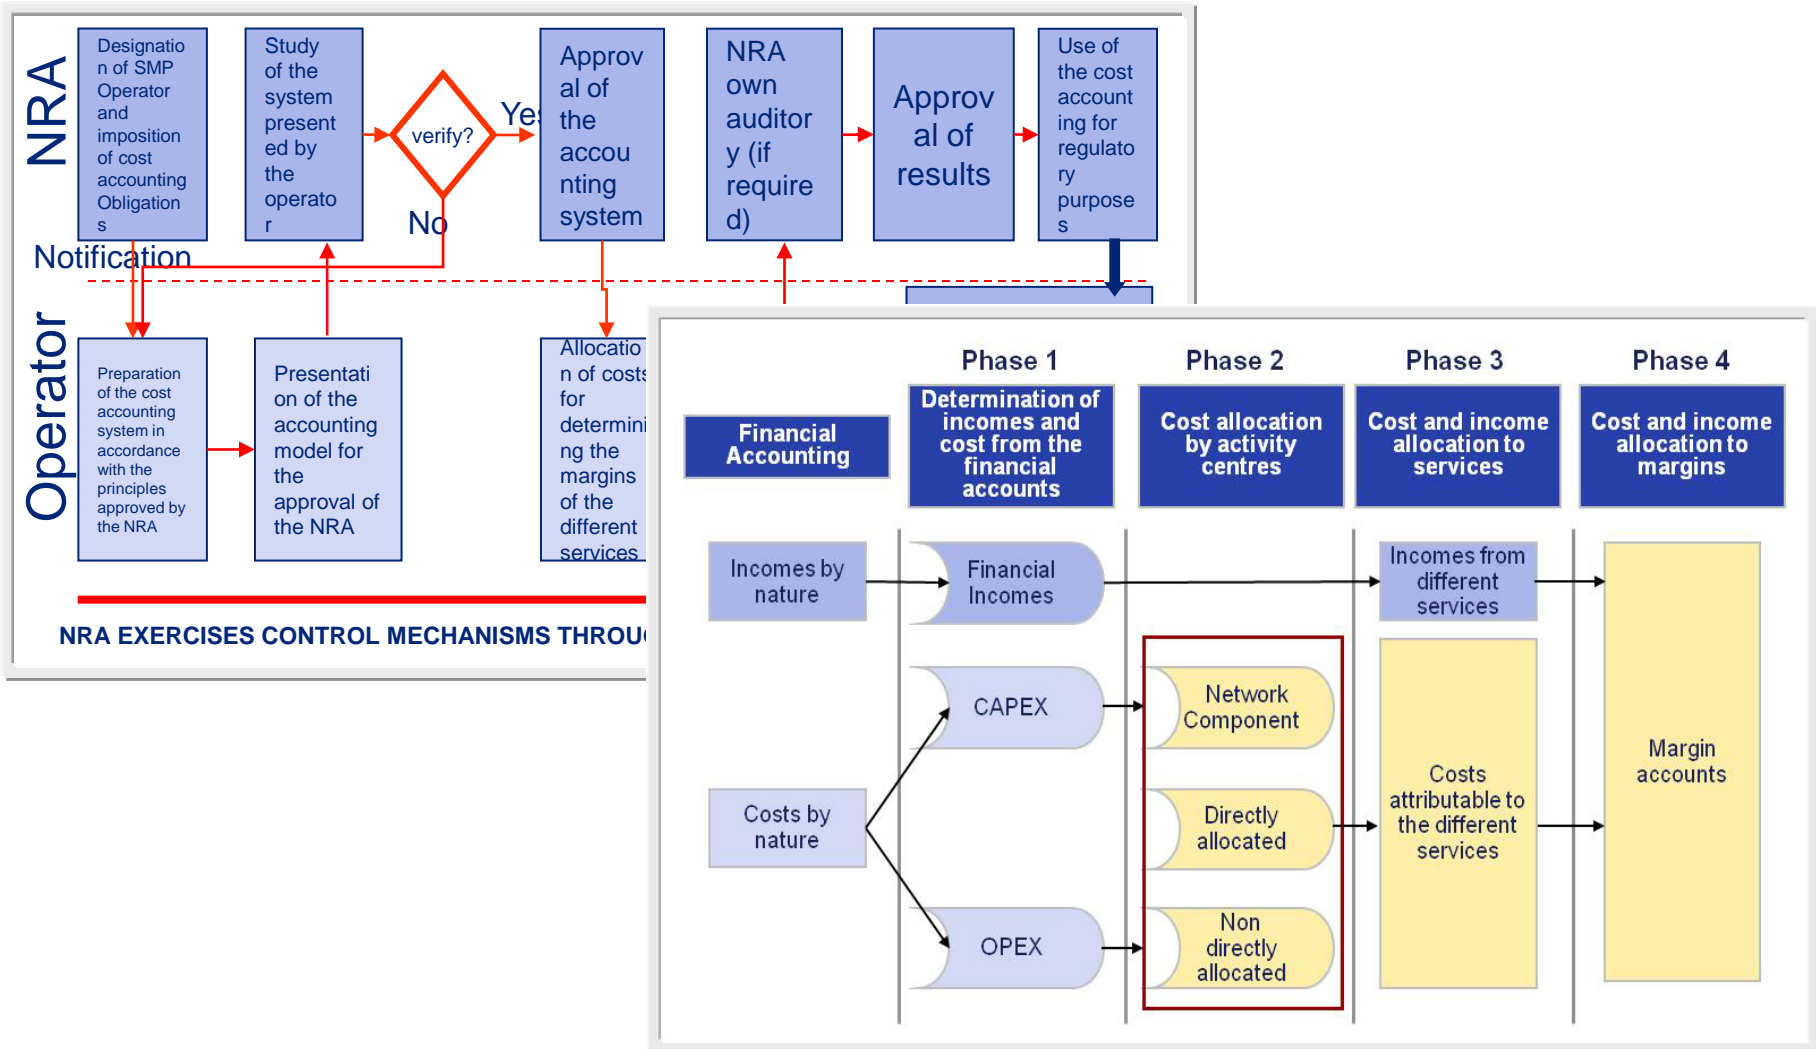 NRA
Designatio
n of SMP
Operator
and
imposition
of cost
accounting
Obligation
s
Study
of the
system
present
ed by
the
operato
r
verify?
Yes
No
Approv
al of
the
accou
nting
system
NRA
own
auditor
y (if
require
d)
Approv
al of
results
Use of
the cost
account
ing for
regulato
ry
purpose
s
Notification
Operator
Preparation
of the cost
accounting
system in
accordance
with the
principles
approved by
the NRA
Presentati
on of the
accounting
model for
the
approval of
the NRA
Allocatio
n of costs
for
determini
ng the
margins
of the
different
services
NRA EXERCISES CONTROL MECHANISMS THROU
Phase 1
Phase 2
Phase 3
Phase 4
Financial
Accounting
Determination of
incomes and
cost from the
financial
accounts
Cost allocation
by activity
centres
Cost and income
allocation to
services
Cost and income
allocation to
margins
Incomes by
nature
Financial
Incomes
Incomes from
different
services
CAPEX
Network
Component
Costs by
nature
Directly
allocated
Costs
attributable to
the different
services
Margin
accounts
OPEX
Non
directly
allocated